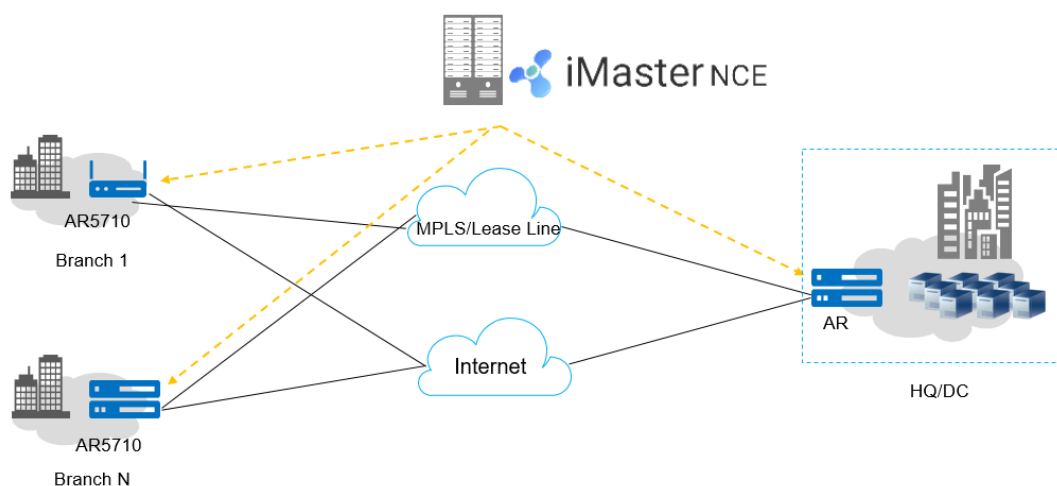 iMaster NCE
AR5710
Branch 1
MPLS/Lease Line
AR
Internet
HQ/DC
AR5710
Branch N